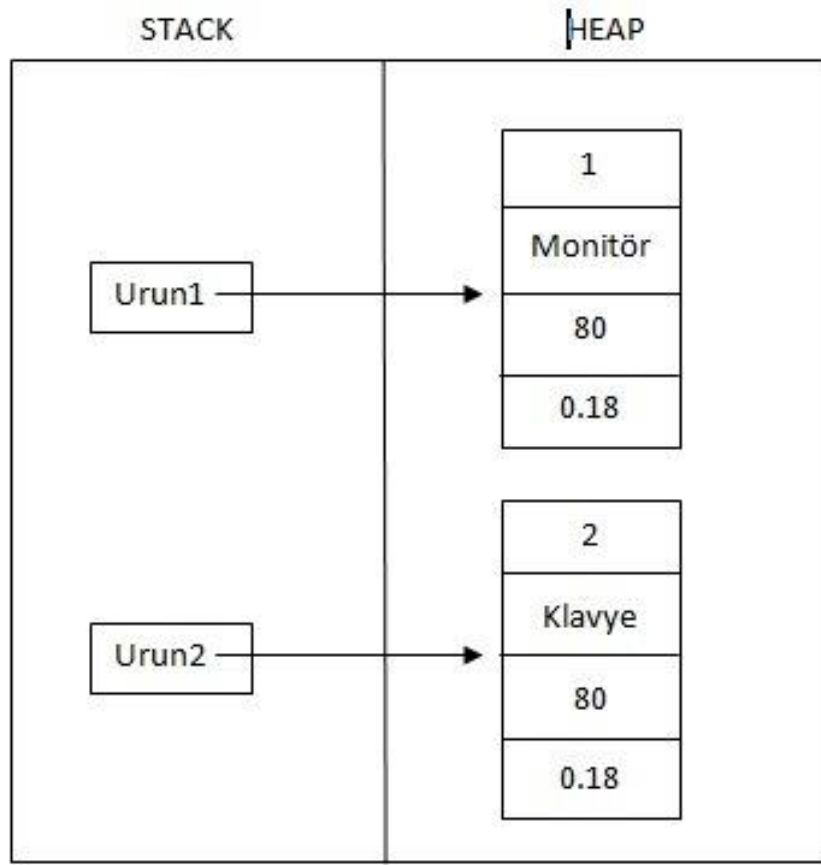 STACK
HEAP
1
Monitör
Urun1
80
0.18
2
Klavye
Urun2
80
0.18